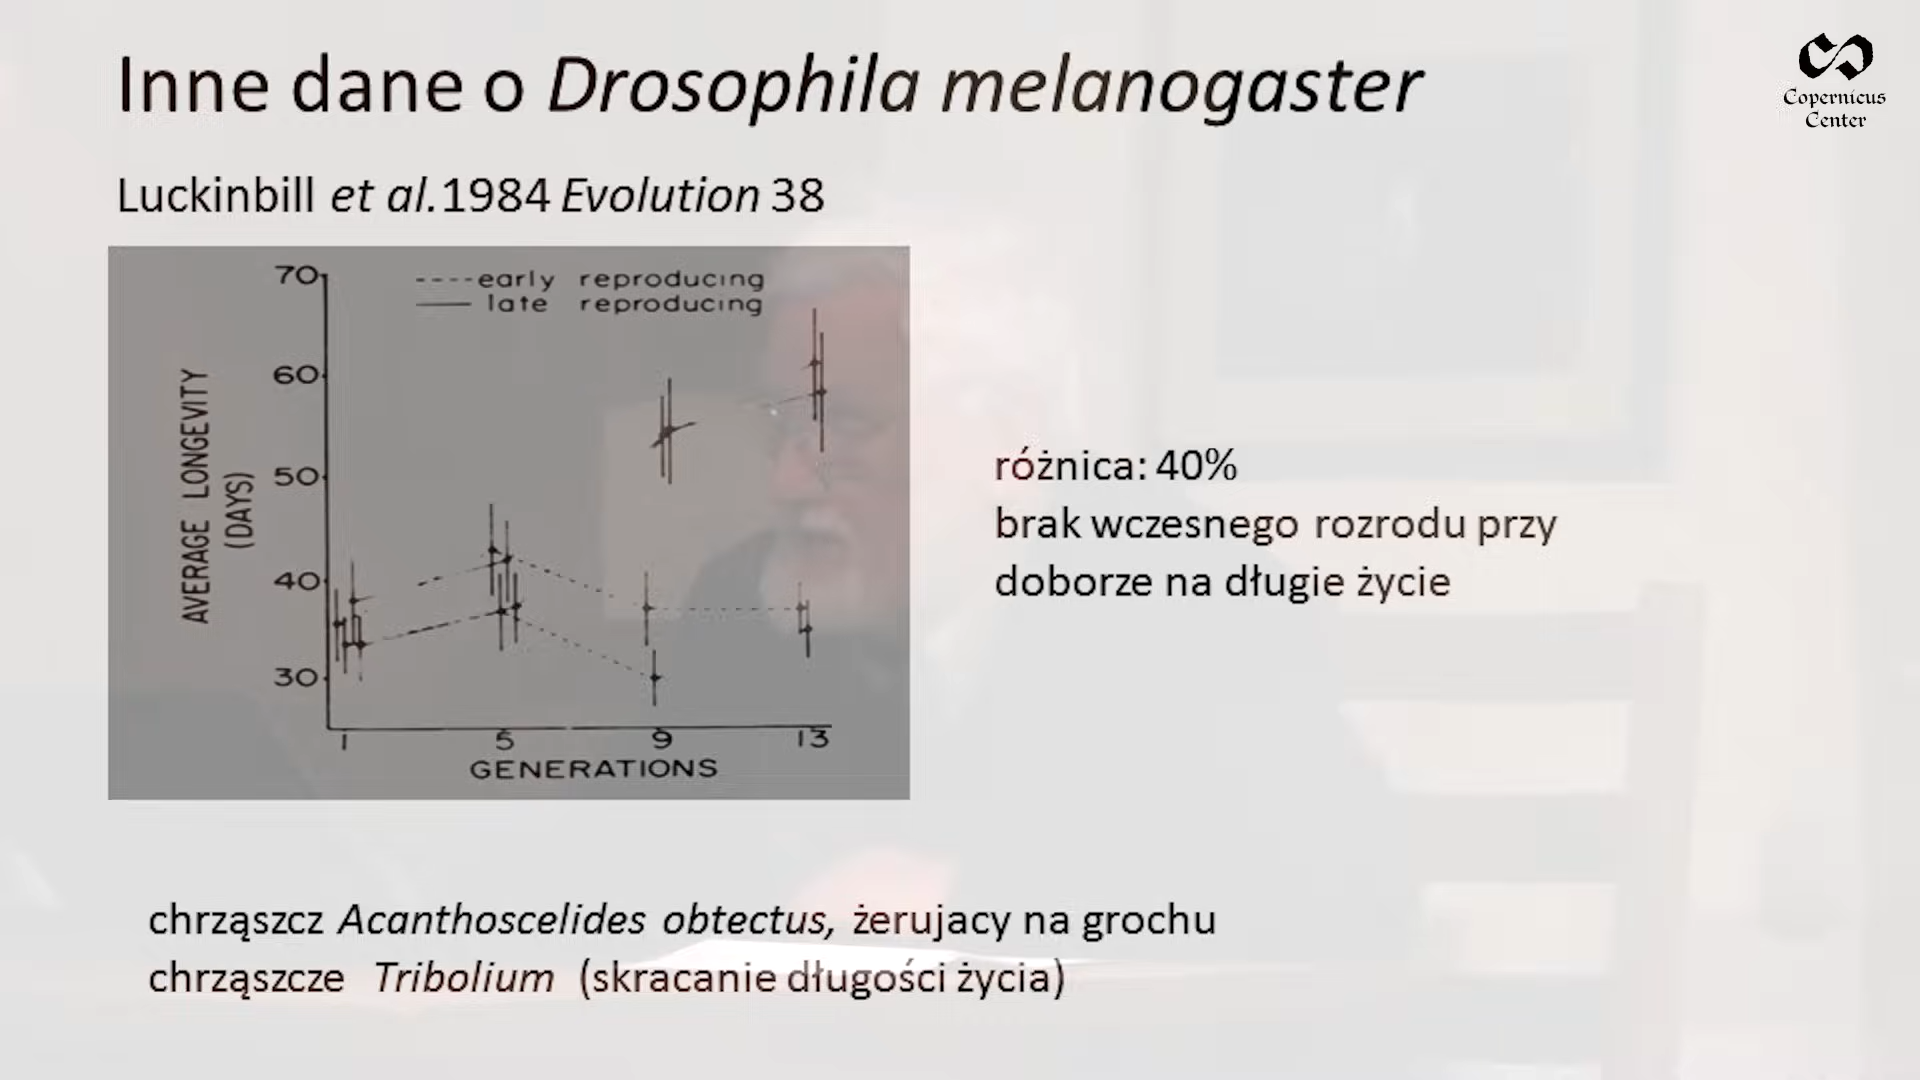 Inne dane o Drosophila melanogaster
Copernicus
Center
Luckinbill et al.1984 Evolution 38
70
----early reproducing
— late reproducing
60
50
40
30
AVERAGE LONGEVITY
(DAYS)
1 5 9 13
GENERATIONS
różnica: 40%
brak wczesnego rozrodu przy
doborze na długie życie
chrząszcz Acanthoscelides obtectus, żerujacy na grochu
chrząszcze Tribolium (skracanie długości życia)